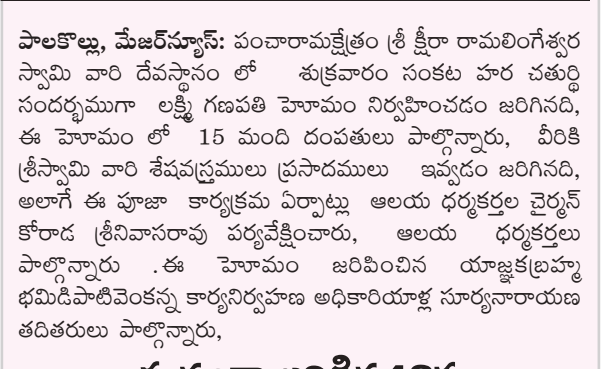 పాలకొల్లు, మేజర్‌న్యూస్: పంచారామక్షేత్రం శ్రీ క్షీరా రామలింగేశ్వర
స్వామి వారి దేవస్థానం లో శుక్రవారం సంకట హర చతుర్థి
సందర్భముగా లక్ష్మి గణపతి హెూమం నిర్వహించడం జరిగినది,
ఈ హెూమం లో 15 మంది దంపతులు పాల్గొన్నారు, వీరికి
శ్రీస్వామి వారి శేషవస్త్రములు ప్రసాదములు ఇవ్వడం జరిగినది,
అలాగే ఈ పూజా కార్యక్రమ ఏర్పాట్లు ఆలయ ధర్మకర్తల చైర్మన్
కోరాడ శ్రీనివాసరావు పర్యవేక్షించారు, ఆలయ ధర్మకర్తలు
పాల్గొన్నారు .ఈ హెూమం జరిపించిన యాజ్ఞకబ్రహ్మ
భమిడిపాటివెంకన్న కార్యనిర్వహణ అధికారియాళ్ల సూర్యనారాయణ
తదితరులు పాల్గొన్నారు,